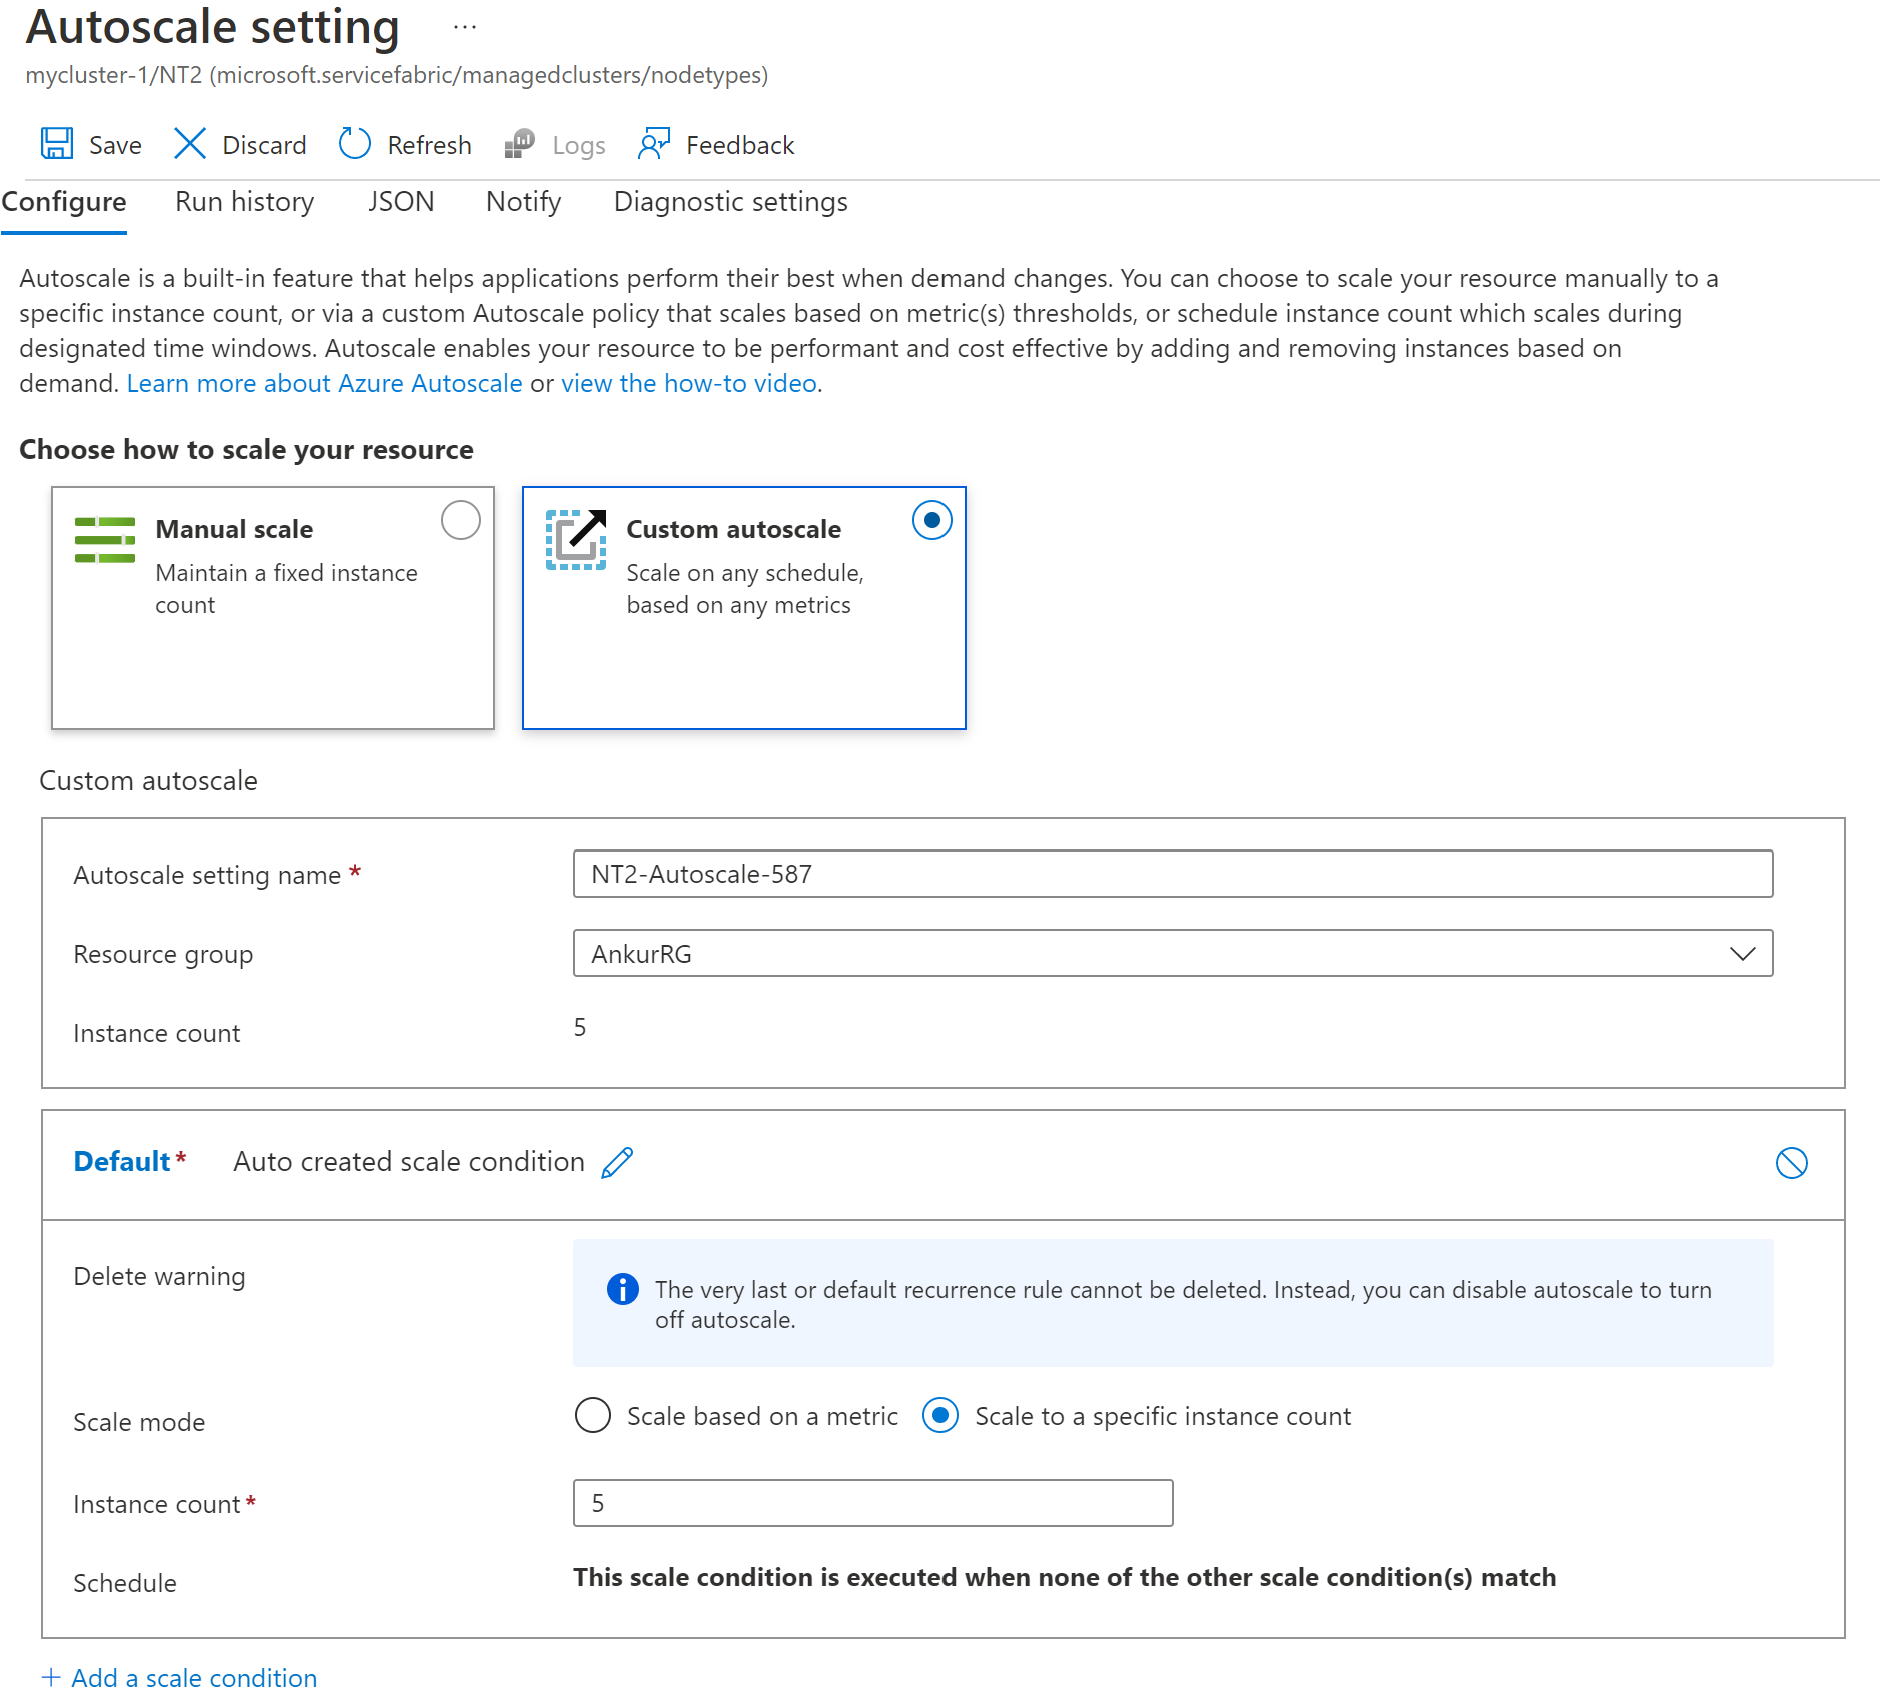 Autoscale setting ...
mycluster-1/NT2 (microsoft.servicefabric/managedclusters/nodetypes)
Save Discard Refresh Logs Feedback
Configure Run history JSON Notify Diagnostic settings
Autoscale is a built-in feature that helps applications perform their best when demand changes. You can choose to scale your resource manually to a
specific instance count, or via a custom Autoscale policy that scales based on metric(s) thresholds, or schedule instance count which scales during
designated time windows. Autoscale enables your resource to be performant and cost effective by adding and removing instances based on
demand. Learn more about Azure Autoscale or view the how-to video.
Choose how to scale your resource
Manual scale
Maintain a fixed instance
count
Custom autoscale
Scale on any schedule,
based on any metrics
Custom autoscale
Autoscale setting name * NT2-Autoscale-587
Resource group AnkurRG
Instance count 5
Default* Auto created scale condition
Delete warning
The very last or default recurrence rule cannot be deleted. Instead, you can disable autoscale to turn
off autoscale.
Scale mode Scale based on a metric Scale to a specific instance count
Instance count* 5
Schedule This scale condition is executed when none of the other scale condition(s) match
+ Add a scale condition